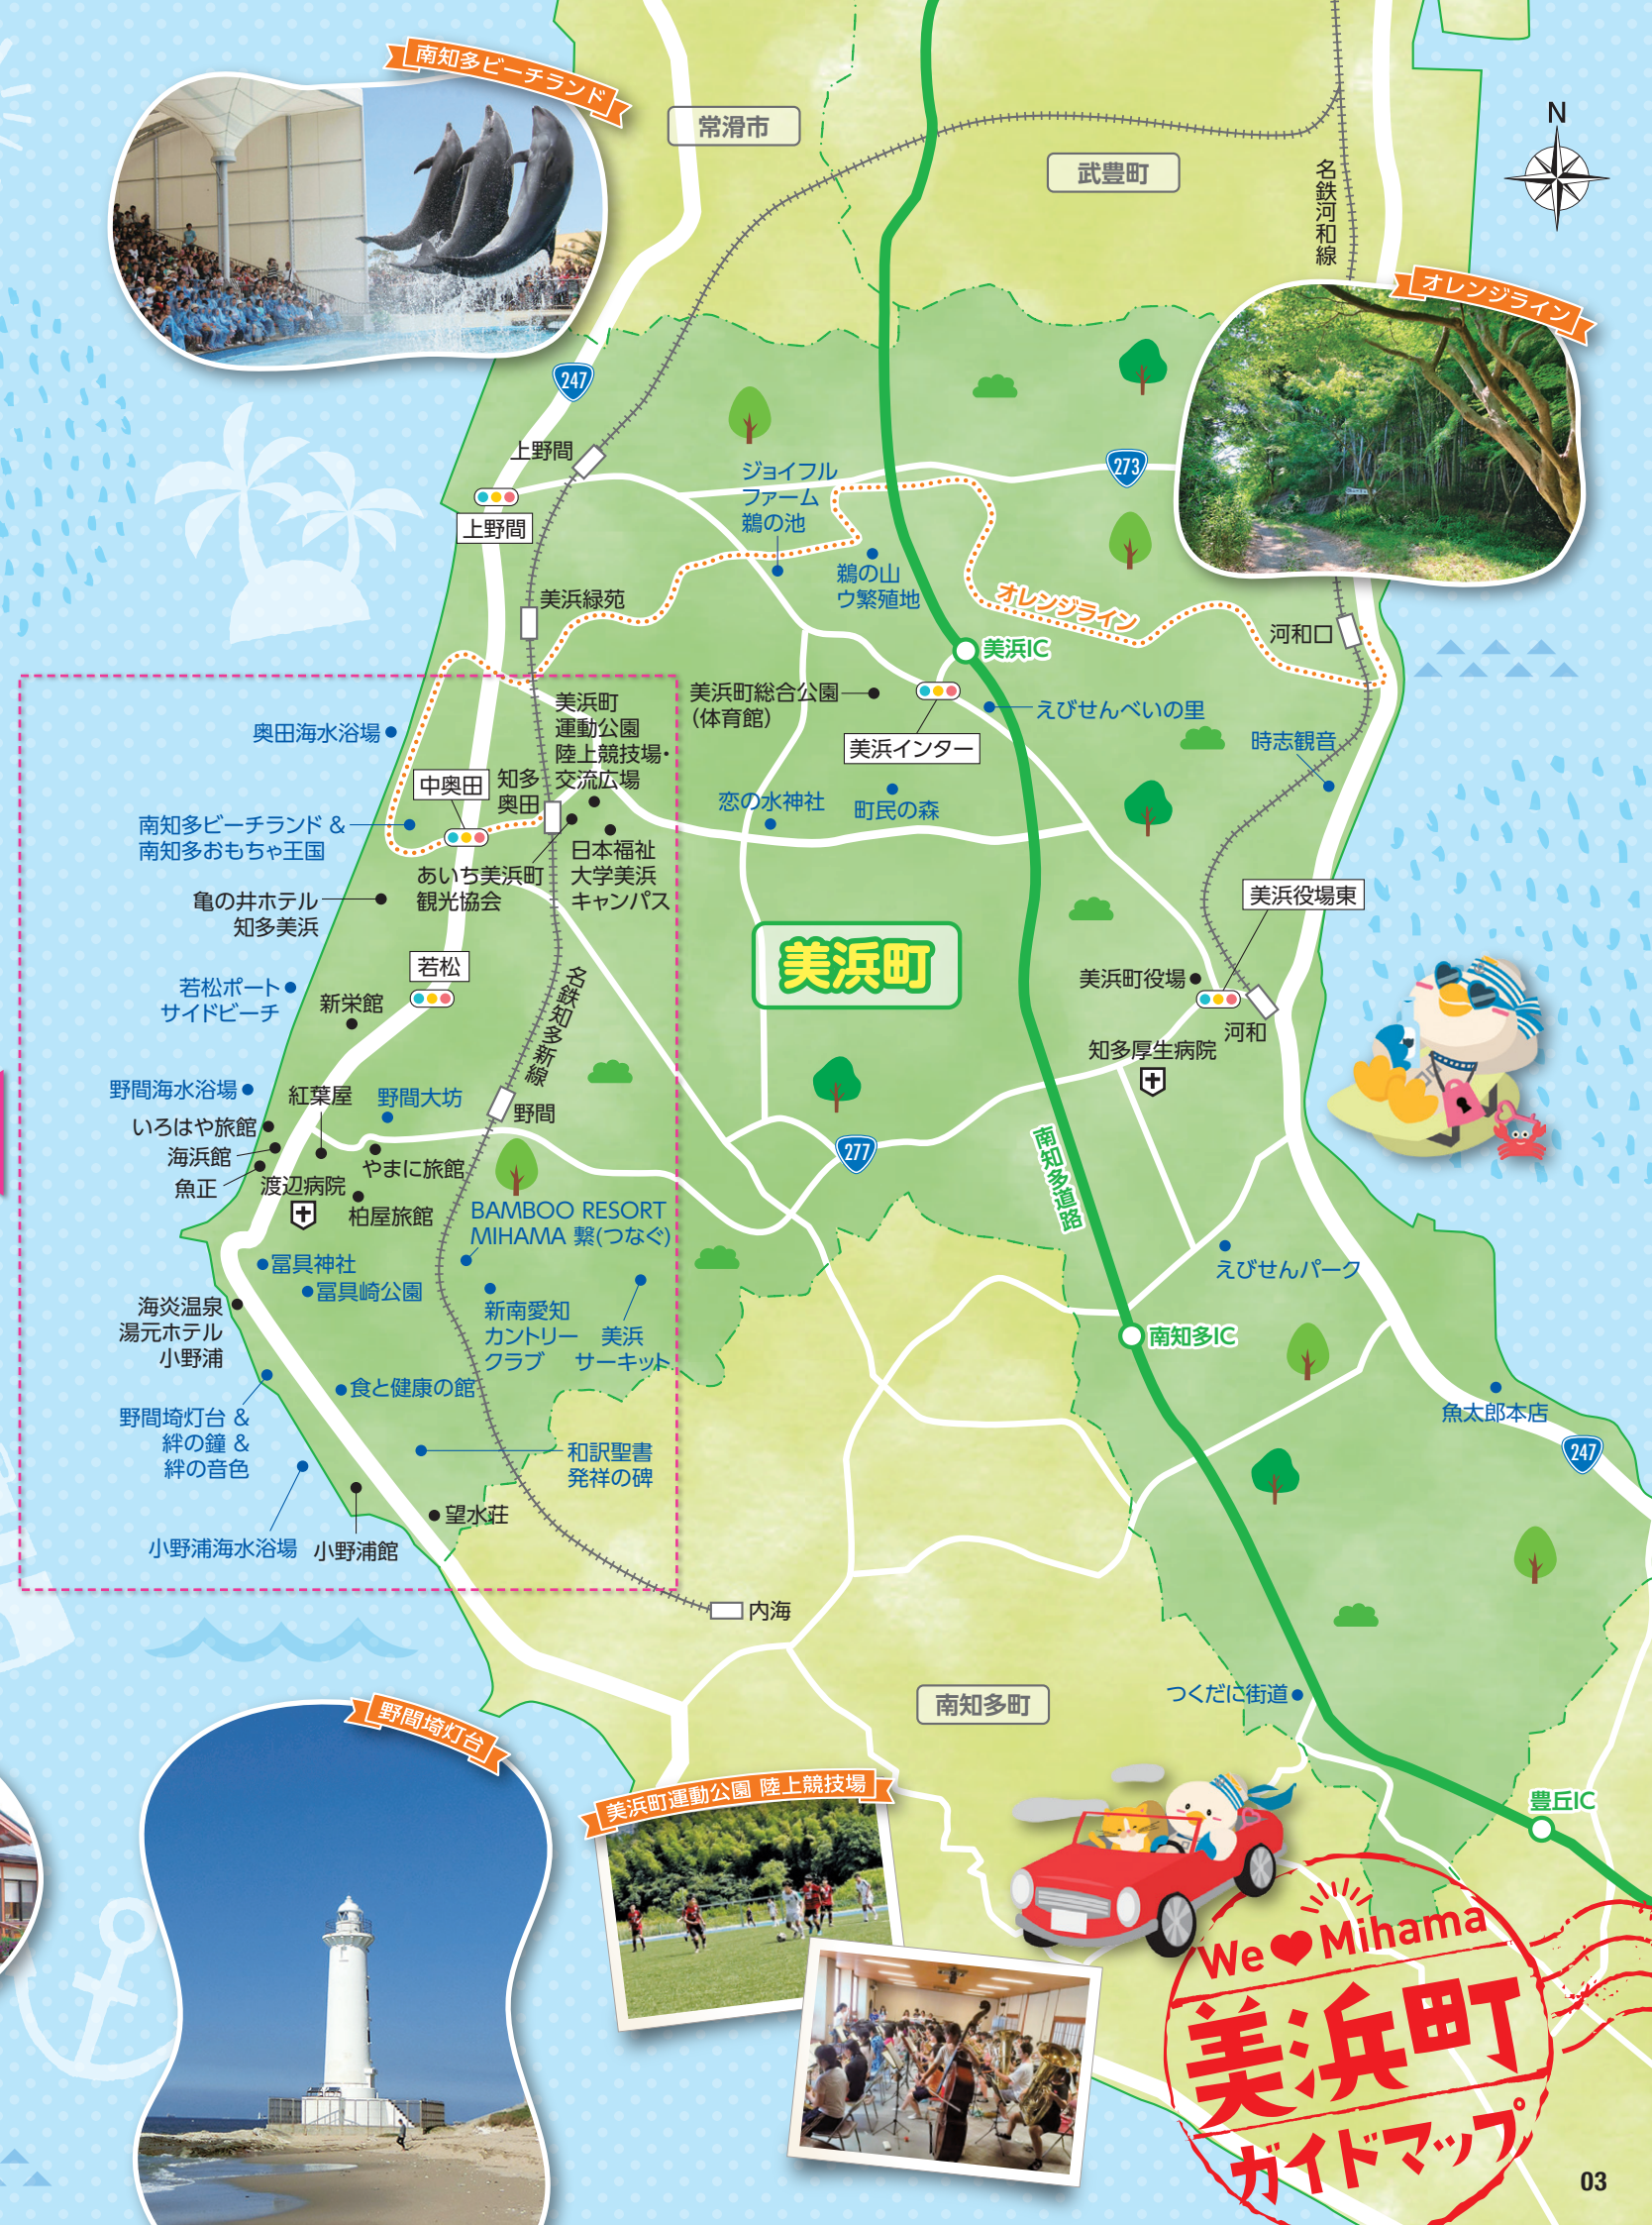 南知多ビーチランド
常滑市
武豊町
N
名鉄河和線
オレンジライン
247
上野間
上野間
273
ジョイフル
ファーム
鵜の池
鵜の山
ウ繁殖地
オレンジライン
美浜緑苑
河和口
美浜IC
美浜町総合公園
(体育館)
美浜インター
えびせんべいの里
時志観音
奥田海水浴場
美浜町
運動公園
陸上競技場・
交流広場
中奥田
知多
奥田
恋の水神社
町民の森
南知多ビーチランド &
南知多おもちゃ王国
あいち美浜町
観光協会
日本福祉
大学美浜
キャンパス
亀の井ホテル
知多美浜
美浜役場東
美浜町
若松
若松ポート
サイドビーチ
新栄館
名鉄知多新線
美浜町役場
河和
知多厚生病院
野間海水浴場
紅葉屋
野間大坊
野間
いろはや旅館
海浜館
魚正
やまに旅館
渡辺病院
柏屋旅館
277
南知多道路
BAMBOO RESORT
MIHAMA 繋(つなぐ)
冨具神社
冨具崎公園
えびせんパーク
海炎温泉
湯元ホテル
小野浦
新南愛知
カントリー
クラブ
美浜
サーキット
南知多IC
食と健康の館
野間埼灯台 &
絆の鐘 &
絆の音色
和訳聖書
発祥の碑
魚太郎本店
247
望水荘
小野浦海水浴場
小野浦館
内海
南知多町
つくだに街道
野間埼灯台
美浜町運動公園 陸上競技場
豊丘IC
We Mihama
美浜町
ガイドマップ
03